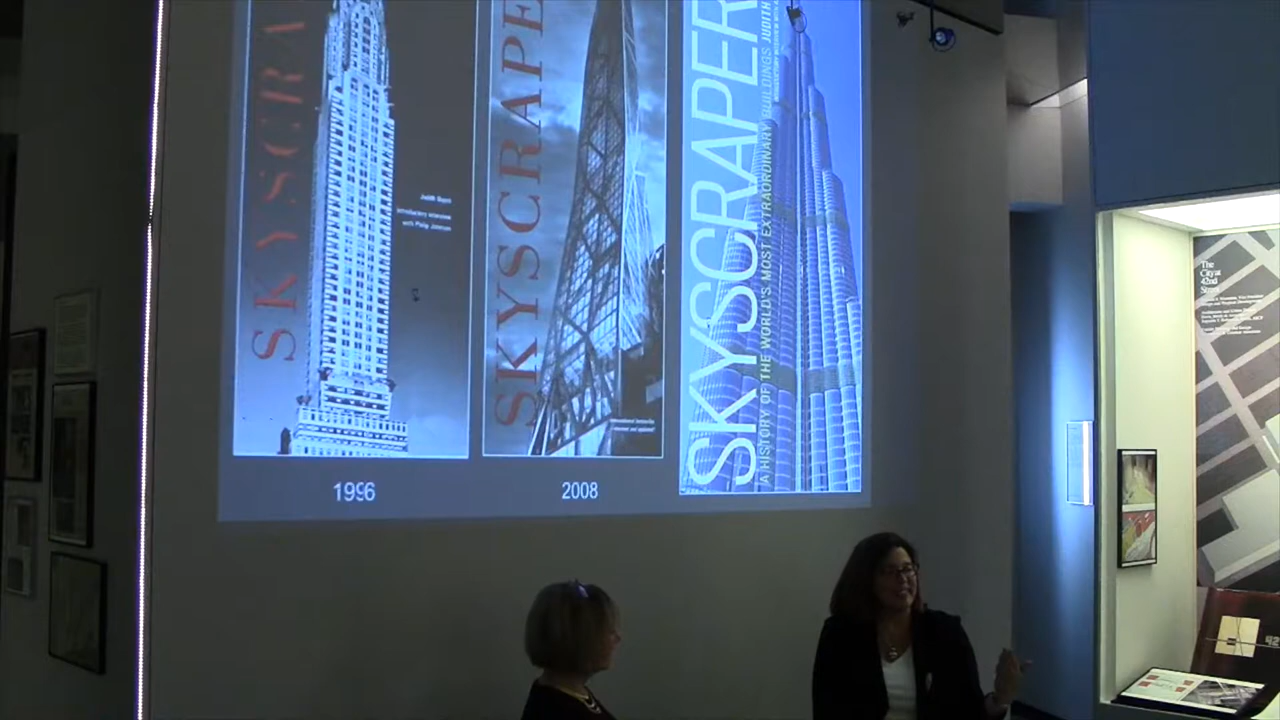 SKYSCRA
Judith Dupré
Introductory interview
with Philip Johnson
1996
SKYSCRAPE
2008
SKYSCRAPER
A HISTORY OF THE WORLD'S MOST EXTRAORDINARY BUILDINGS JUDITH
The
City at
42nd
Street